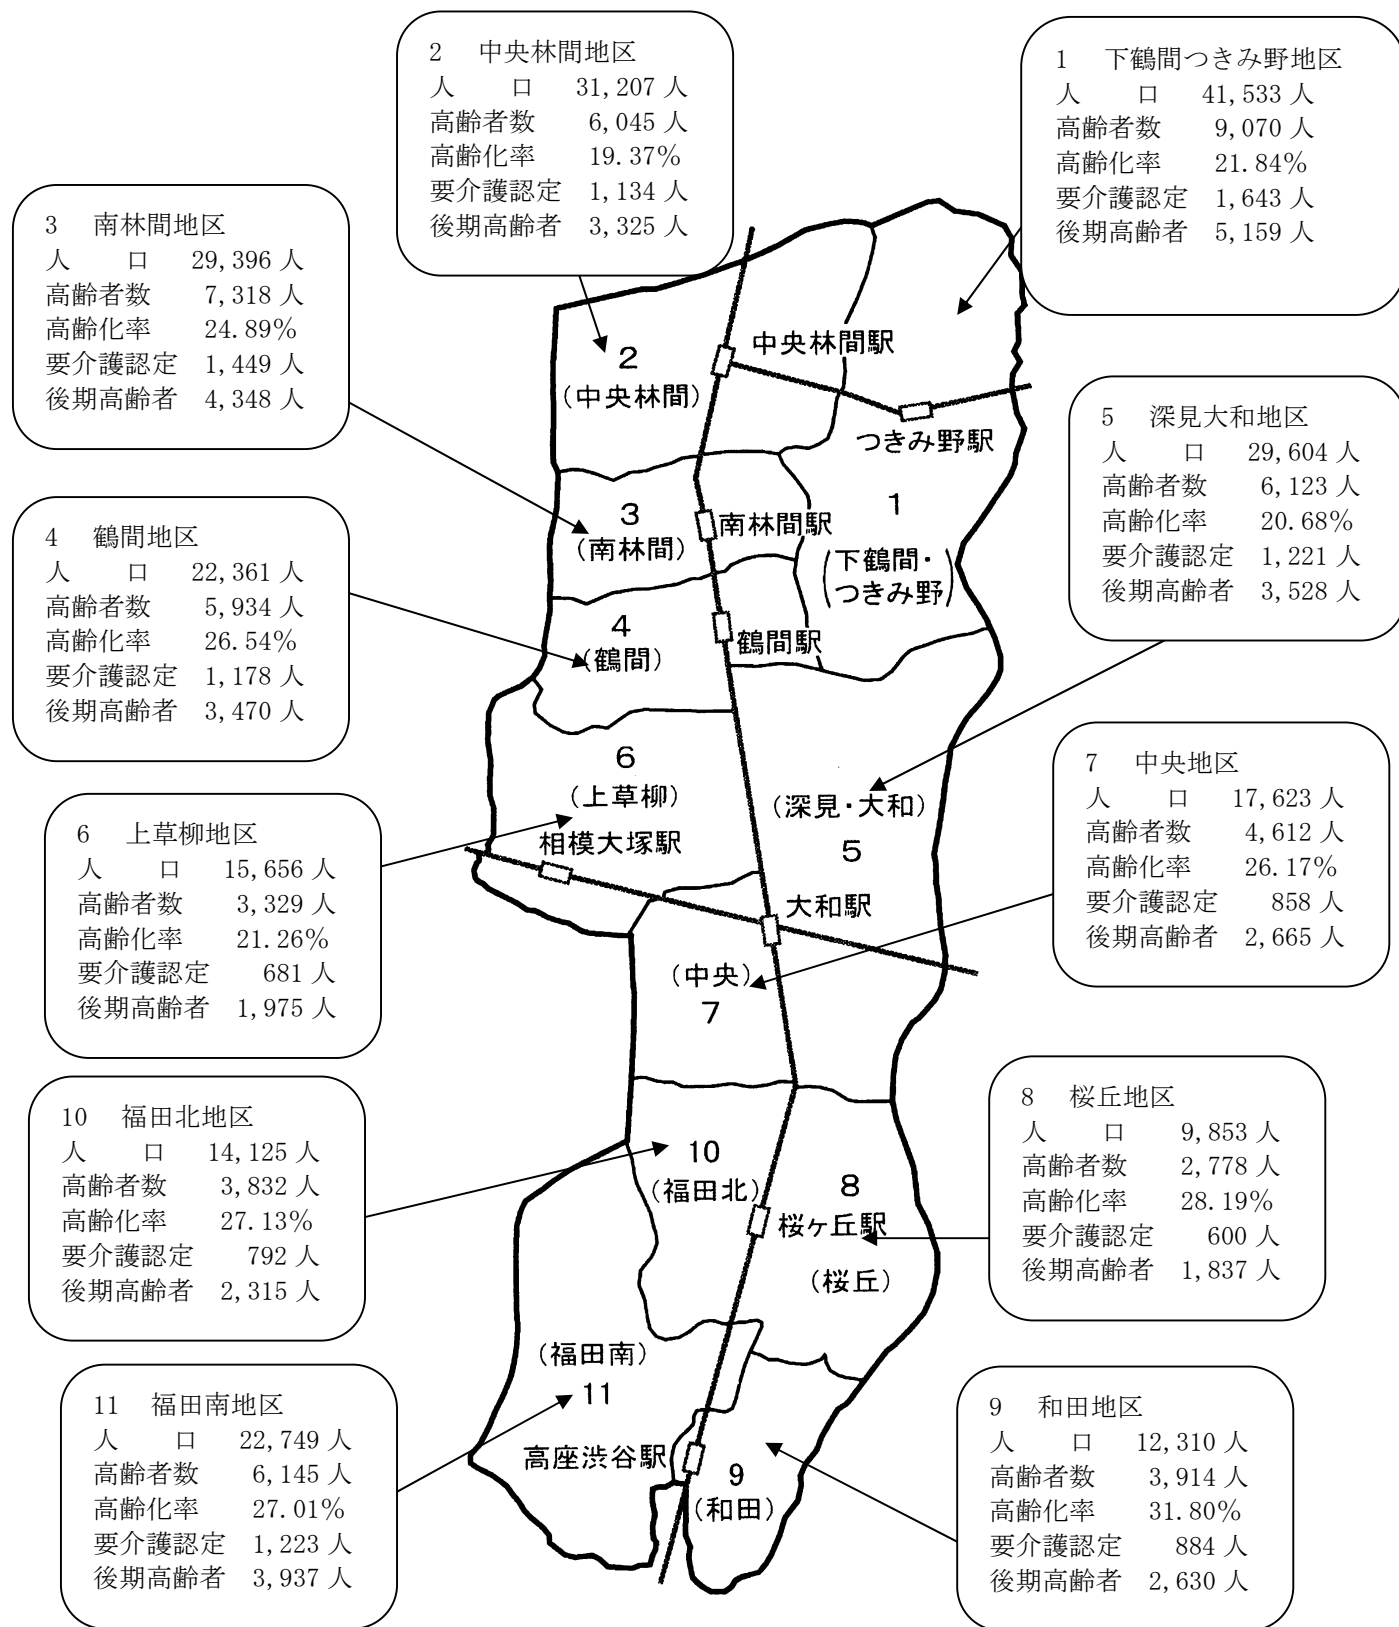 2 中央林間地区
人 口 31,207 人
高齢者数 6,045 人
高齢化率 19.37%
要介護認定 1,134 人
後期高齢者 3,325 人
1 下鶴間つきみ野地区
人 口 41,533 人
高齢者数 9,070 人
高齢化率 21.84%
要介護認定 1,643 人
後期高齢者 5,159 人
3 南林間地区
人 口 29,396 人
高齢者数 7,318 人
高齢化率 24.89%
要介護認定 1,449 人
後期高齢者 4,348 人
5 深見大和地区
人 口 29,604 人
高齢者数 6,123 人
高齢化率 20.68%
要介護認定 1,221 人
後期高齢者 3,528 人
4 鶴間地区
人 口 22,361 人
高齢者数 5,934 人
高齢化率 26.54%
要介護認定 1,178 人
後期高齢者 3,470 人
7 中央地区
人 口 17,623 人
高齢者数 4,612 人
高齢化率 26.17%
要介護認定 858 人
後期高齢者 2,665 人
6 上草柳地区
人 口 15,656 人
高齢者数 3,329 人
高齢化率 21.26%
要介護認定 681 人
後期高齢者 1,975 人
8 桜丘地区
人 口 9,853 人
高齢者数 2,778 人
高齢化率 28.19%
要介護認定 600 人
後期高齢者 1,837 人
10 福田北地区
人 口 14,125 人
高齢者数 3,832 人
高齢化率 27.13%
要介護認定 792 人
後期高齢者 2,315 人
11 福田南地区
人 口 22,749 人
高齢者数 6,145 人
高齢化率 27.01%
要介護認定 1,223 人
後期高齢者 3,937 人
9 和田地区
人 口 12,310 人
高齢者数 3,914 人
高齢化率 31.80%
要介護認定 884 人
後期高齢者 2,630 人
中央林間駅
2
(中央林間)
つきみ野駅
1
(下鶴間・
つきみ野)
3
(南林間)
南林間駅
4
(鶴間)
鶴間駅
6
(上草柳)
相模大塚駅
(深見・大和)
5
大和駅
(中央)
7
10
(福田北)
8
桜ヶ丘駅
(桜丘)
(福田南)
11
高座渋谷駅
9
(和田)